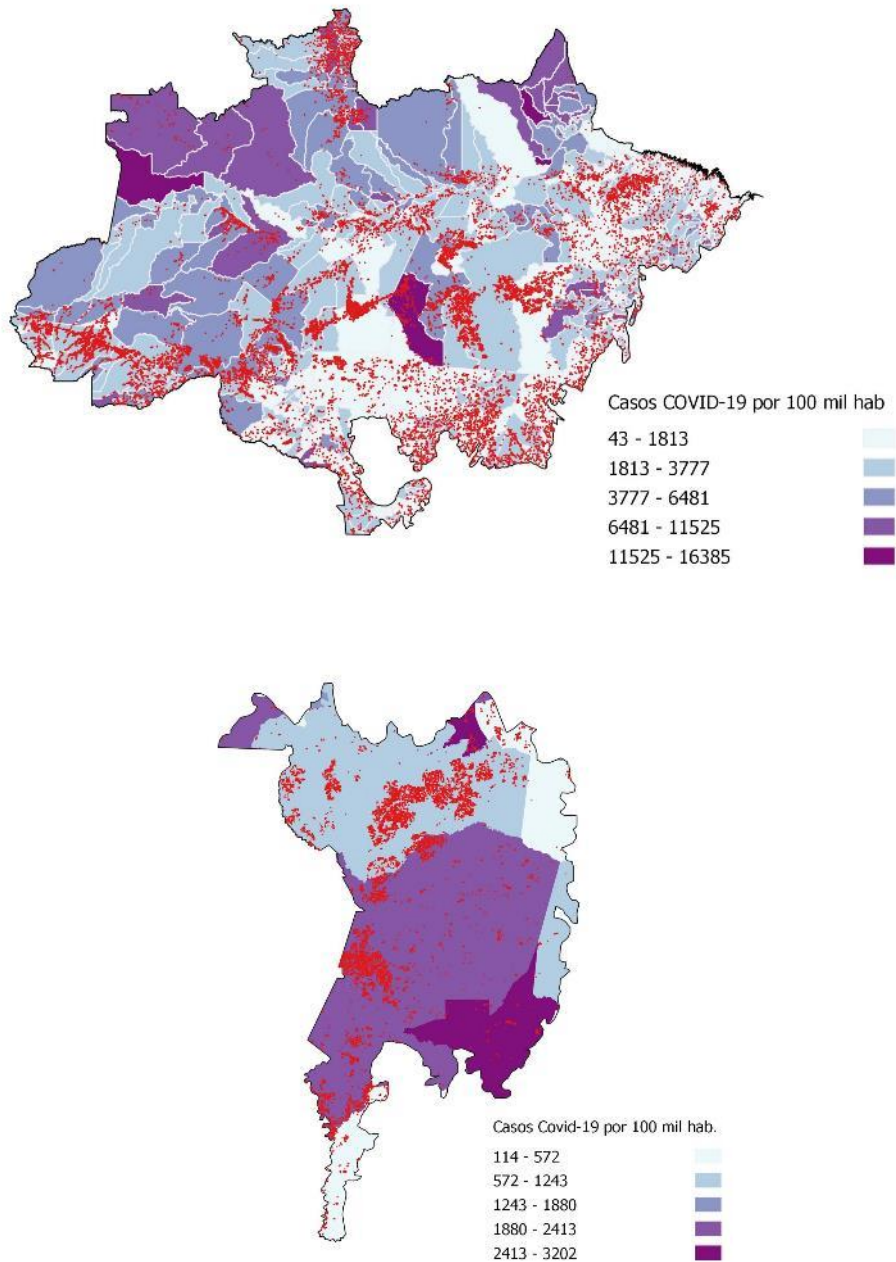 Casos COVID-19 por 100 mil hab
43 - 1813
1813 - 3777
3777 - 6481
6481 - 11525
11525 - 16385
Casos Covid-19 por 100 mil hab.
114 - 572
572 - 1243
1243 - 1880
1880 - 2413
2413 - 3202